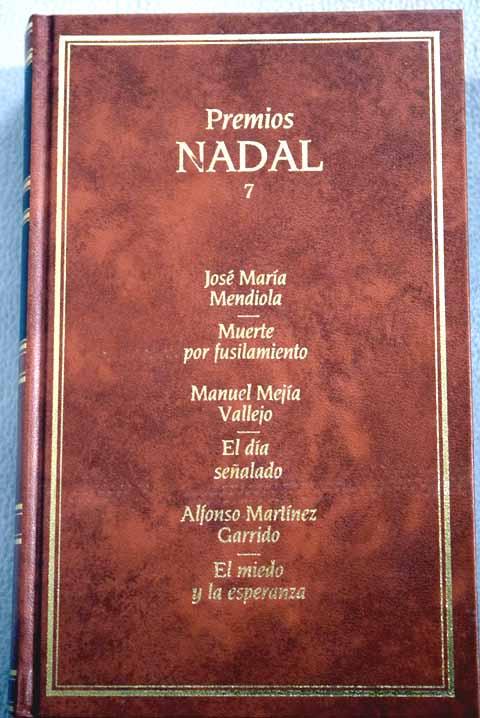 Premios
NADAL
7
José María
Mendiola
Muerte
por fusilamiento
Manuel Mejía
Vallejo
El día
señalado
Alfonso Martínez
Garrido
El miedo
y la esperanza